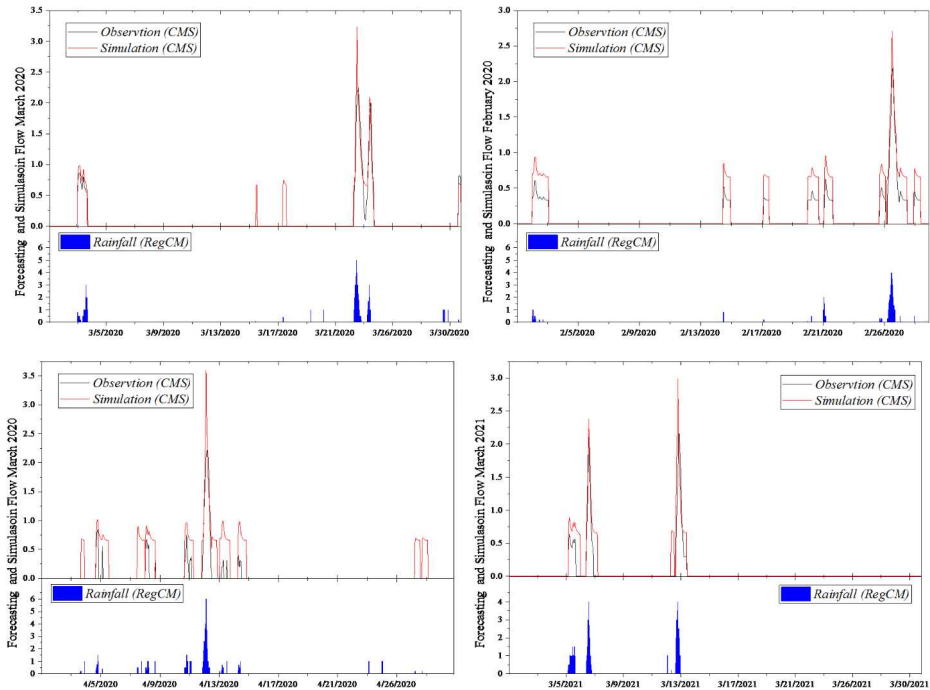 Forecasting and Simulasoin Flow March 2020
3.5
3.0
2.5
2.0
1.5
1.0
0.5
0.0
Observtion (CMS)
Simulation (CMS)
6
5
4
3
2
1
0
Rainfall (RegCM)
3/5/2020 3/9/2020 3/13/2020 3/17/2020 3/21/2020 3/26/2020 3/30/2020
Forecasting and Simulasoin Flow February 2020
3.0
2.5
2.0
1.5
1.0
0.5
0.0
Observtion (CMS)
Simulation (CMS)
6
5
4
3
2
1
0
Rainfall (RegCM)
2/5/2020 2/9/2020 2/13/2020 2/17/2020 2/21/2020 2/26/2020
Forecasting and Simulasoin Flow March 2020
3.5
3.0
2.5
2.0
1.5
1.0
0.5
0.0
Observtion (CMS)
Simulation (CMS)
6
5
4
3
2
1
0
Rainfall (RegCM)
4/5/2020 4/9/2020 4/13/2020 4/17/2020 4/21/2020 4/26/2020
Forecasting and Simulasoin Flow March 2021
3.0
2.5
2.0
1.5
1.0
0.5
0.0
Observtion (CMS)
Simulation (CMS)
4
3
2
1
0
Rainfall (RegCM)
3/5/2021 3/9/2021 3/13/2021 3/17/2021 3/21/2021 3/26/2021 3/30/2021